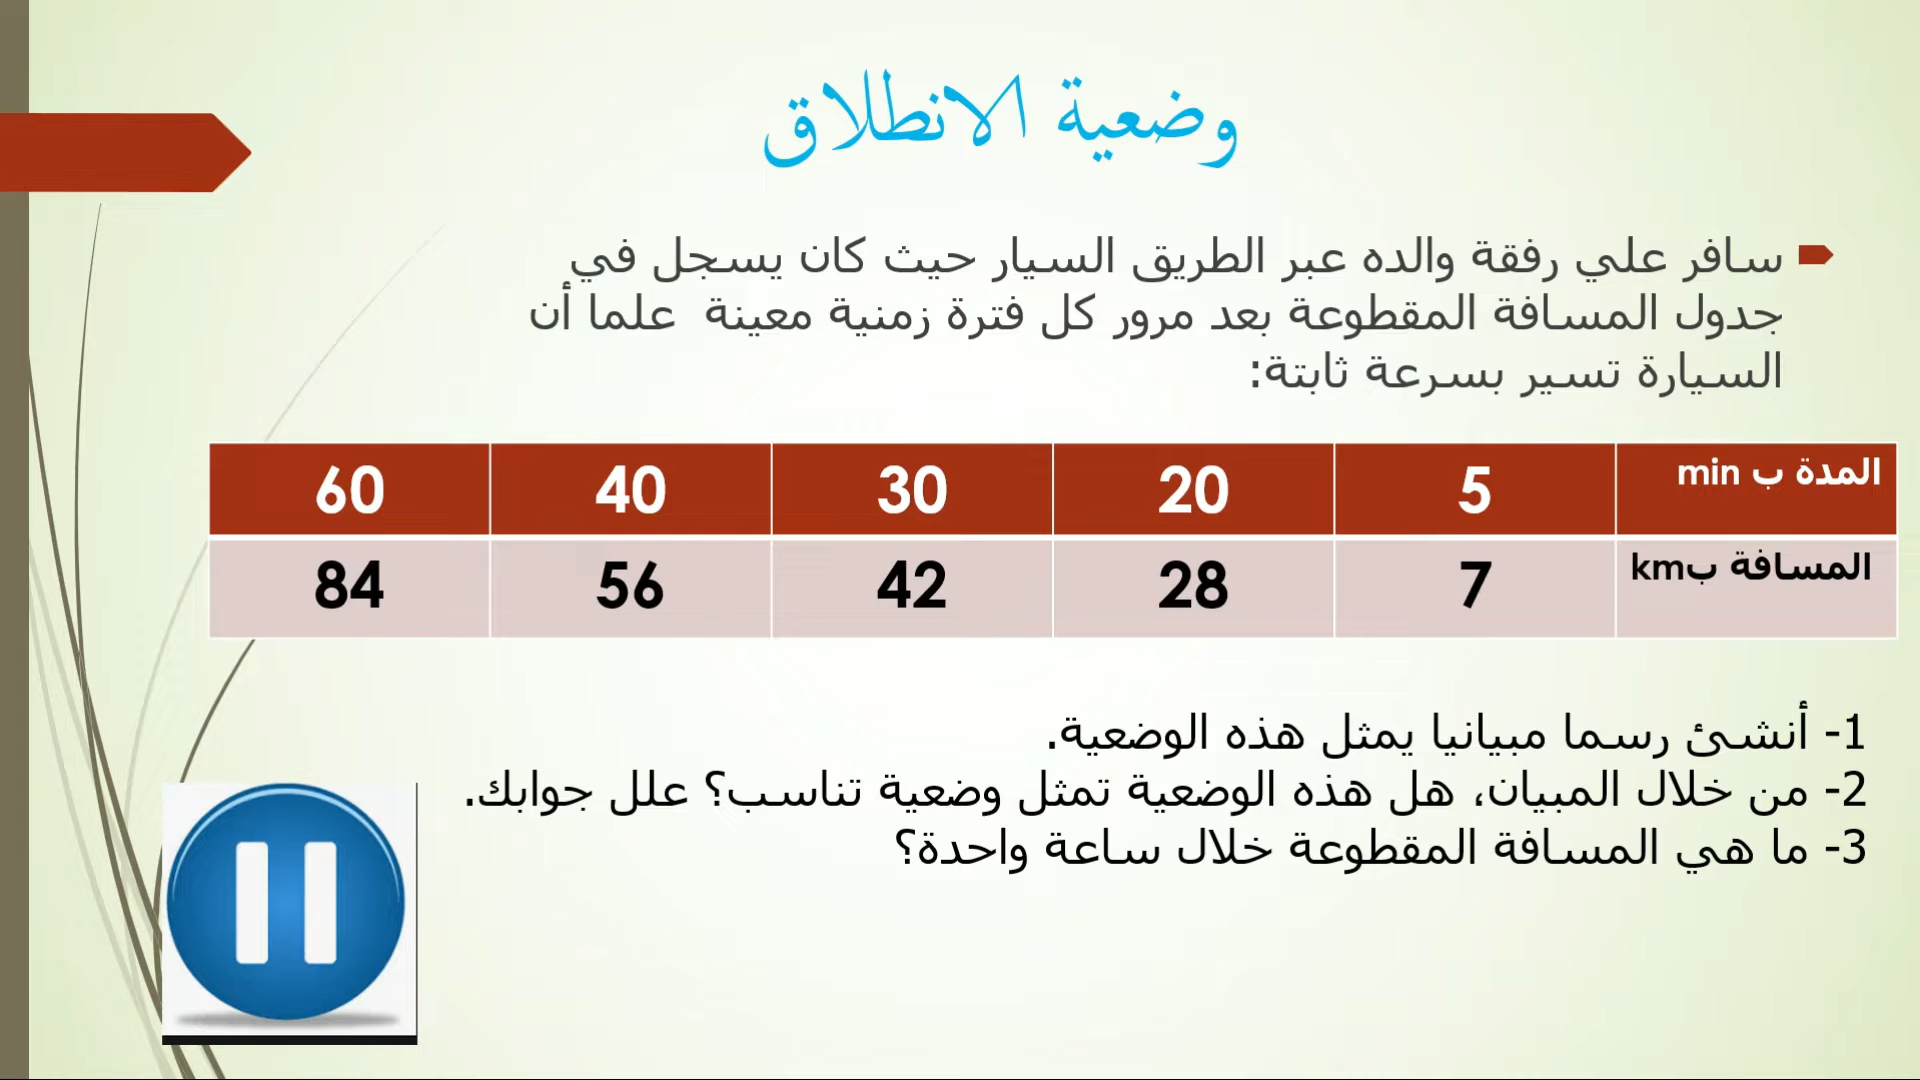 وضعية الانطلاق
سافر علي رفقة والده عبر الطريق السيار حيث كان يسجل في
جدول المسافة المقطوعة بعد مرور كل فترة زمنية معينة علما أن
السيارة تسير بسرعة ثابتة:
المدة ب min 5 20 30 40 60
المسافة بkm 7 28 42 56 84
1- أنشئ رسما مبيانيا يمثل هذه الوضعية.
2- من خلال المبيان، هل هذه الوضعية تمثل وضعية تناسب؟ علل جوابك.
3- ما هي المسافة المقطوعة خلال ساعة واحدة؟